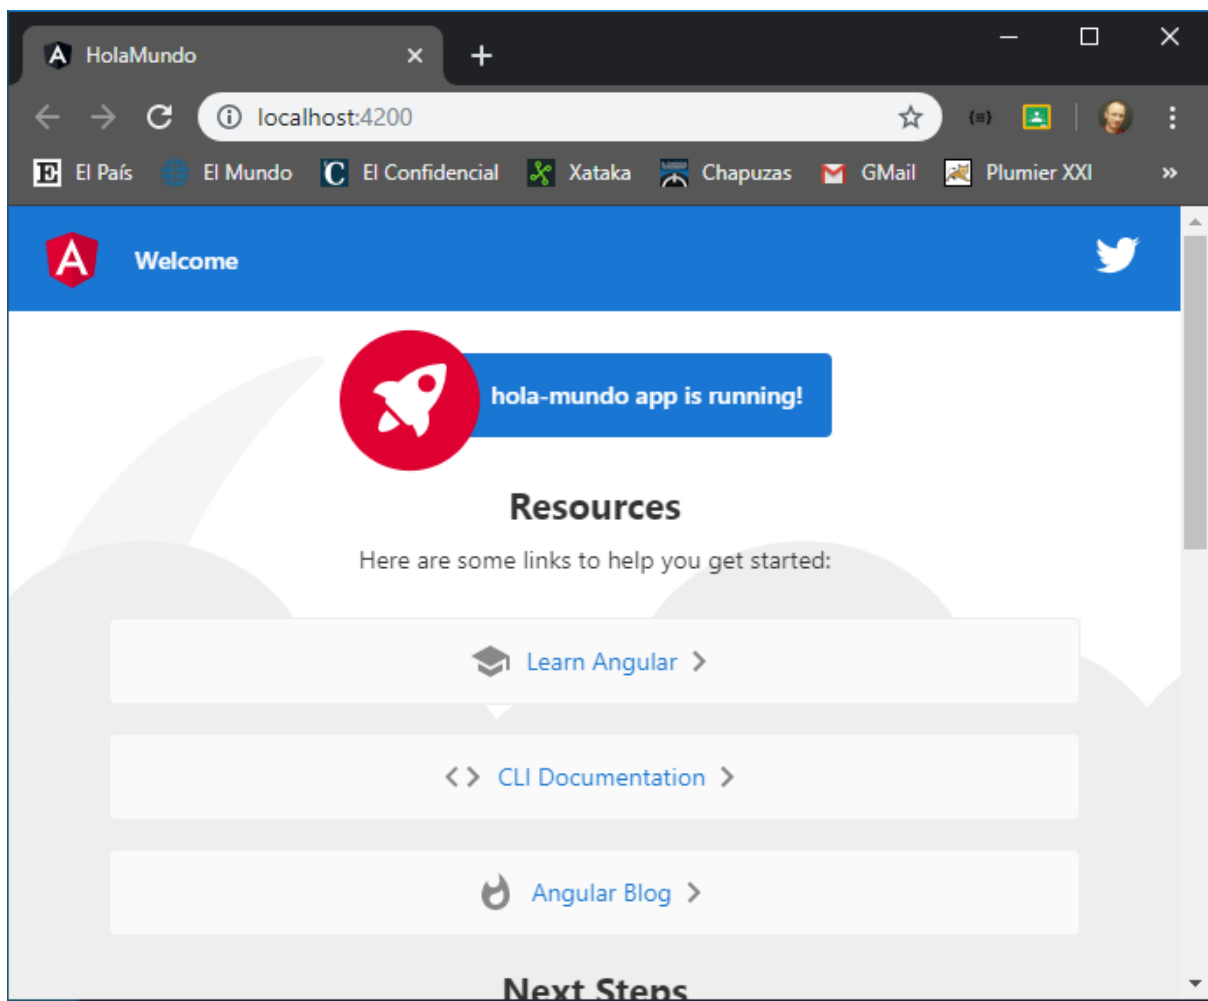 HolaMundo
localhost:4200
El País El Mundo El Confidencial Xataka Chapuzas GMail Plumier XXI
Welcome
hola-mundo app is running!
Resources
Here are some links to help you get started:
Learn Angular
CLI Documentation
Angular Blog
Next Steps